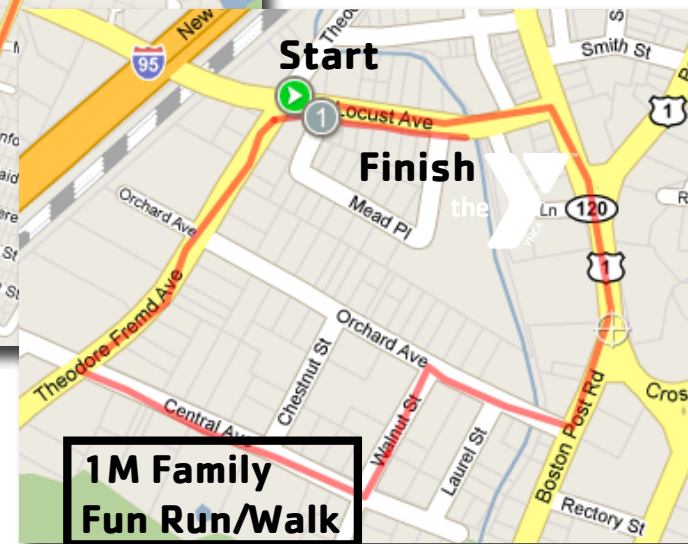 New
95
Start
Smith St
1
1
Locust Ave
Finish
Orchard Ave
Mead Pl
the
Y
YMCA
Ln
120
1
Theodore Fremd Ave
Orchard Ave
Chestnut St
Central Ave
Walnut St
Laurel St
Boston Post Rd
Cros
Rectory St
1M Family
Fun Run/Walk